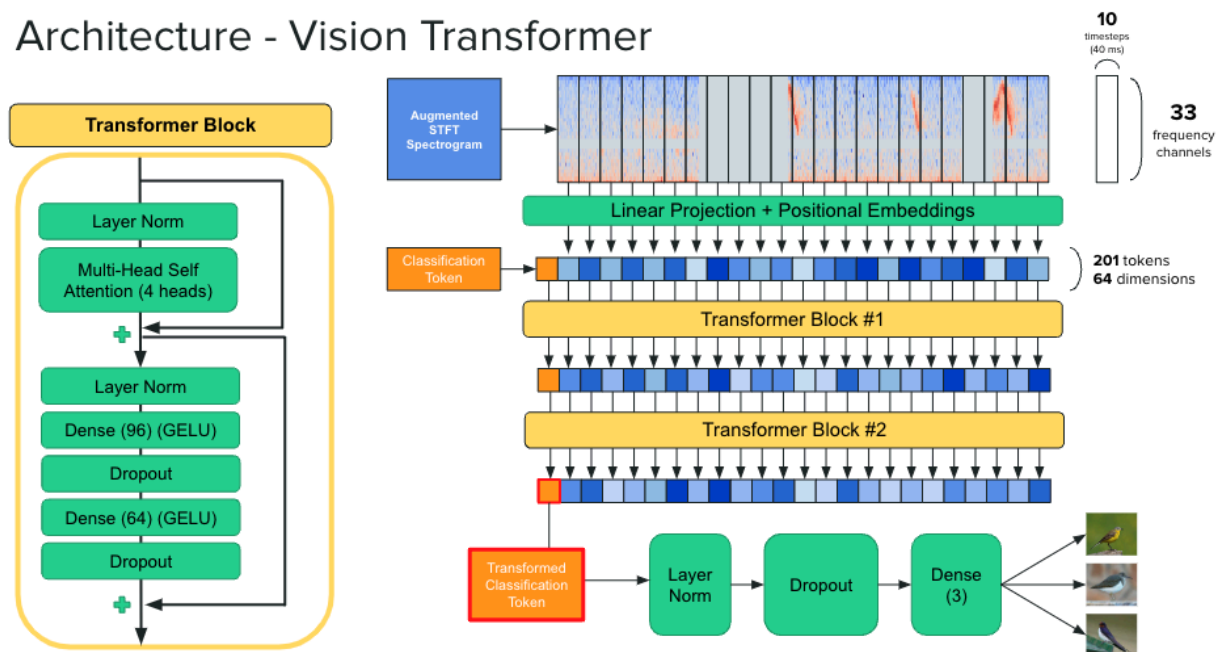 Architecture - Vision Transformer
Transformer Block
Layer Norm
Multi-Head Self
Attention (4 heads)
Layer Norm
Dense (96) (GELU)
Dropout
Dense (64) (GELU)
Dropout
Augmented
STFT
Spectrogram
10
timesteps
(40 ms)
33
frequency
channels
Linear Projection + Positional Embeddings
Classification
Token
201 tokens
64 dimensions
Transformer Block #1
Transformer Block #2
Transformed
Classification
Token
Layer
Norm
Dropout
Dense
(3)